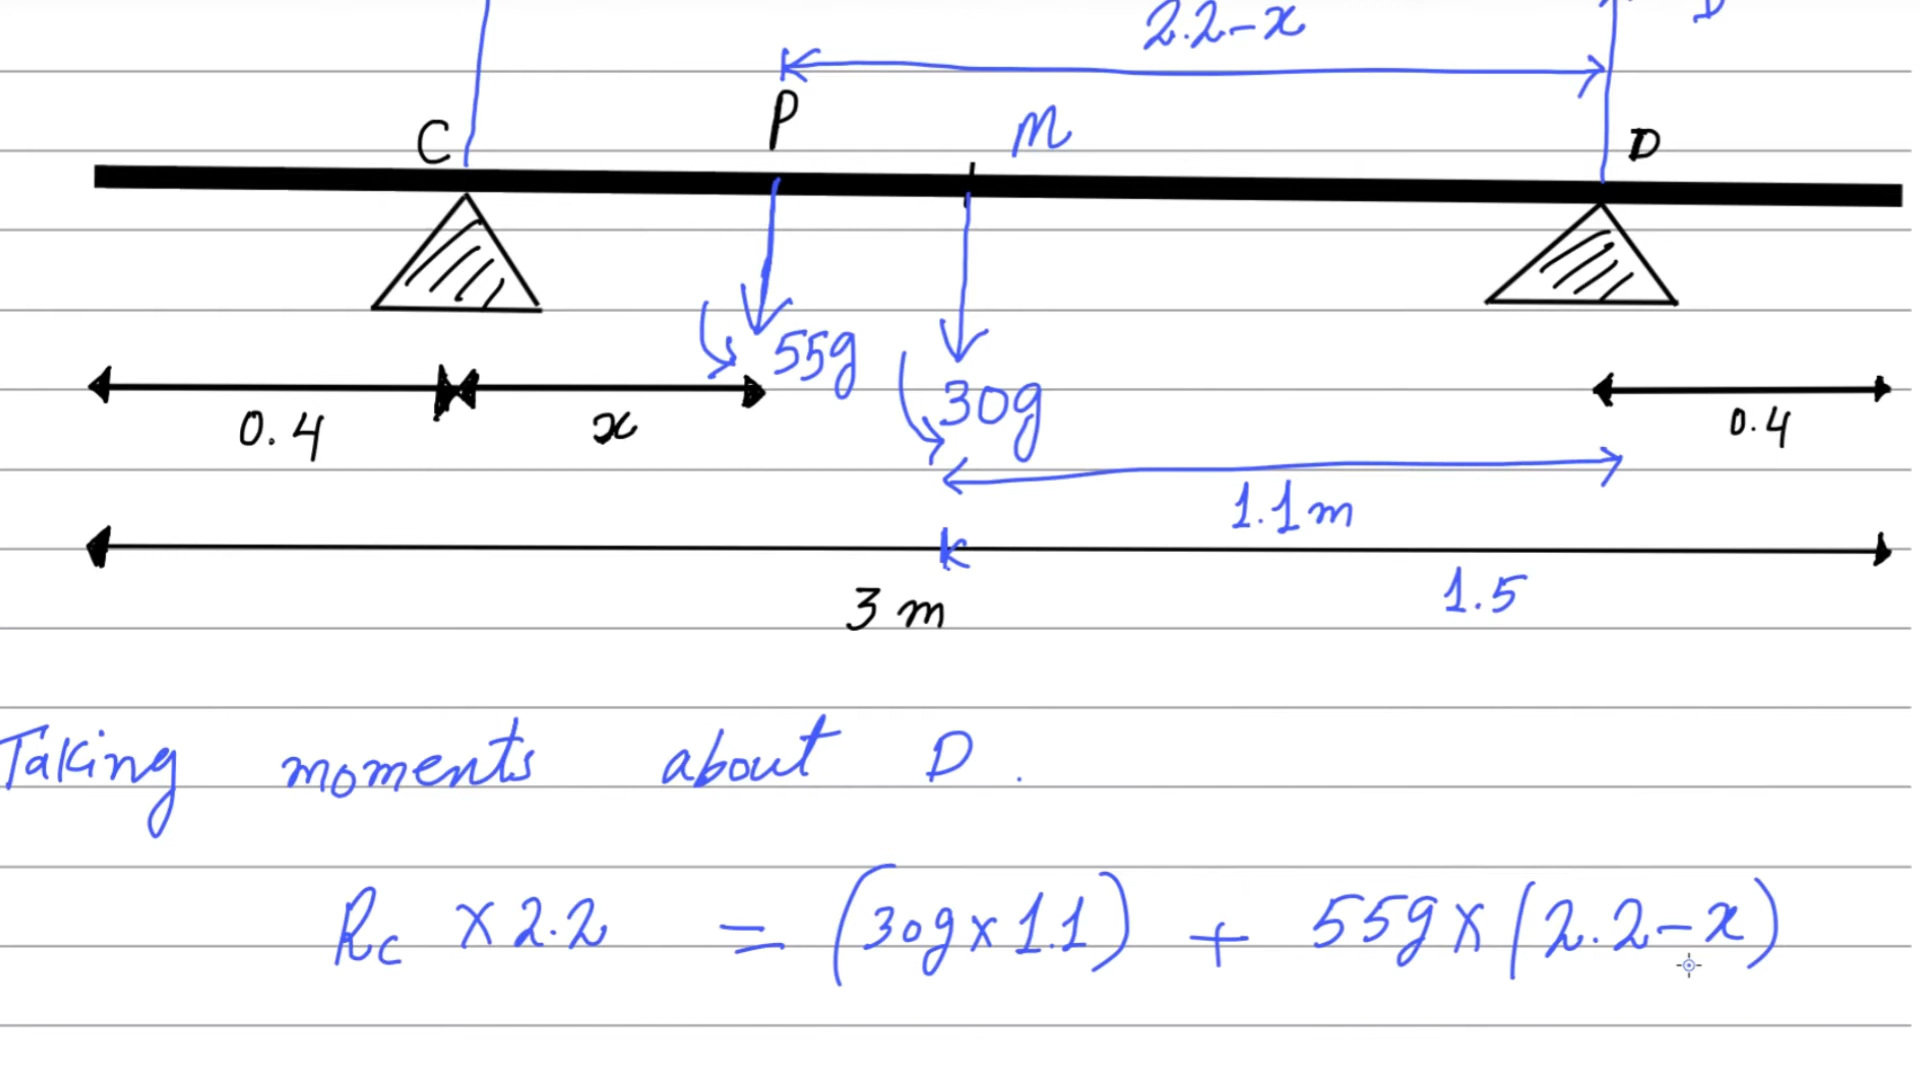 2.2-x
D
P
M
C
D
55g
30g
0.4
x
0.4
1.1m
3 m
1.5
Taking moments about D.
Rc × 2.2 = (30g × 1.1) + 55g × (2.2-x)